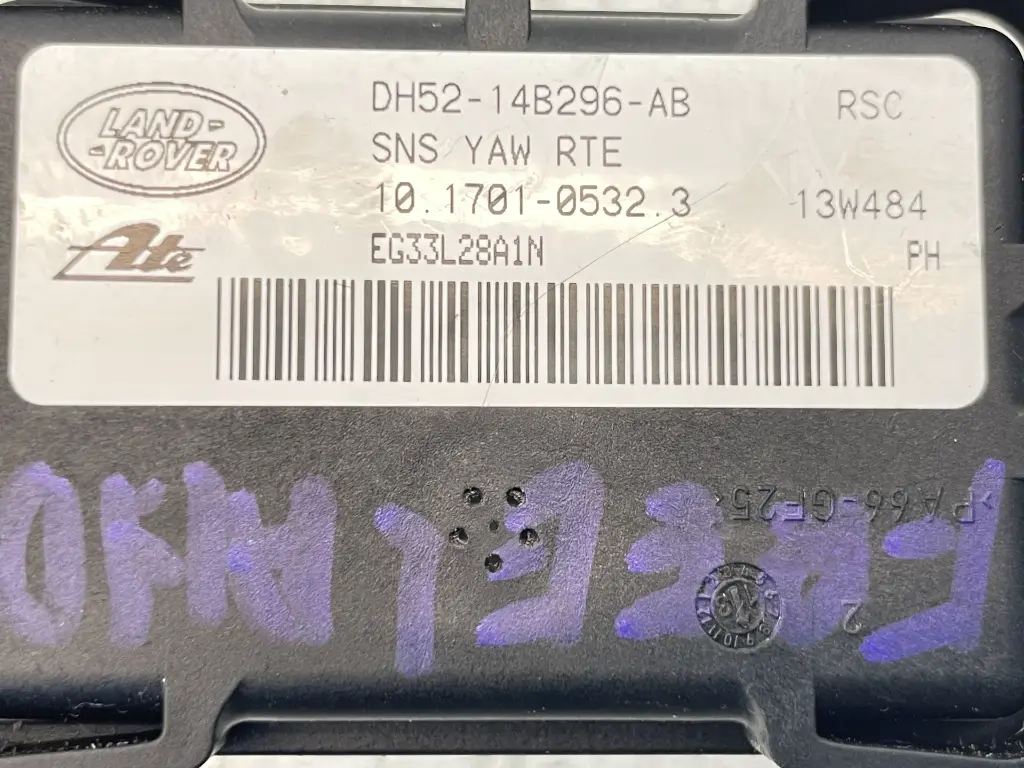 LAND-
-ROVER
DH52-14B296-AB RSC
SNS YAW RTE
10.1701-0532.3 13W484
Ate
EG33L28A1N PH
>PA66-GF25<
2